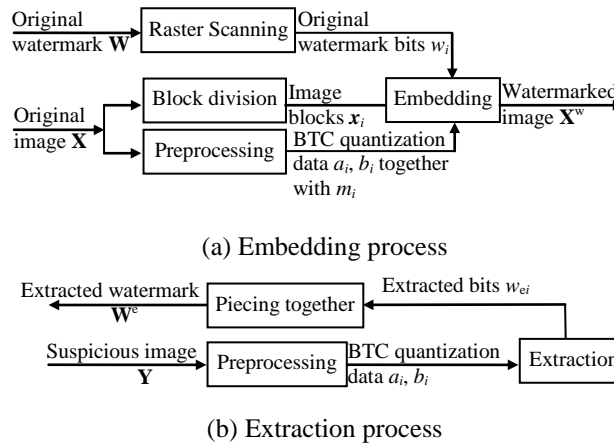 Original
watermark W
Raster Scanning
Original
watermark bits wi
Original
image X
Block division
Image
blocks xi
Embedding
Watermarked
image Xw
Preprocessing
BTC quantization
data ai, bi together
with mi
(a) Embedding process
Extracted watermark
We
Piecing together
Extracted bits wei
Suspicious image
Y
Preprocessing
BTC quantization
data ai, bi
Extraction
(b) Extraction process